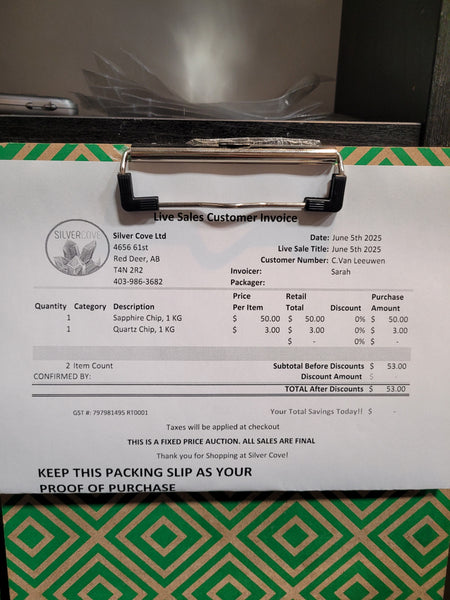 Live Sales Customer Invoice
SILVERCOVE
Silver Cove Ltd
4656 61st
Red Deer, AB
T4N 2R2
403-986-3682
Date: June 5th 2025
Live Sale Title: June 5th 2025
Customer Number: C.Van Leeuwen
Invoicer: Sarah
Packager:
Quantity Category Description Price Per Item Retail Total Discount Purchase Amount
1 Sapphire Chip, 1 KG $ 50.00 $ 50.00 0% $ 50.00
1 Quartz Chip, 1 KG $ 3.00 $ 3.00 0% $ 3.00
$ - 0% $ -
2 Item Count Subtotal Before Discounts $ 53.00
CONFIRMED BY: Discount Amount $
TOTAL After Discounts $ 53.00
GST #: 797981495 RT0001 Your Total Savings Today!! $ -
Taxes will be applied at checkout
THIS IS A FIXED PRICE AUCTION. ALL SALES ARE FINAL
Thank you for Shopping at Silver Cove!
KEEP THIS PACKING SLIP AS YOUR
PROOF OF PURCHASE